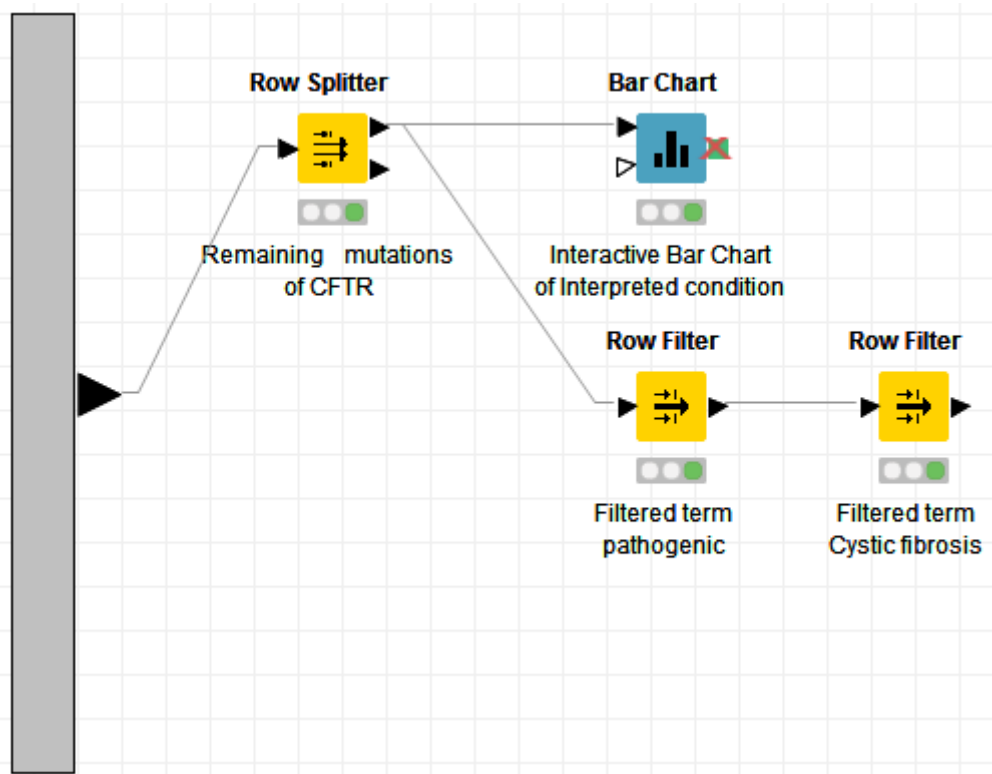 Row Splitter
Remaining mutations
of CFTR
Bar Chart
Interactive Bar Chart
of Interpreted condition
Row Filter
Filtered term
pathogenic
Row Filter
Filtered term
Cystic fibrosis